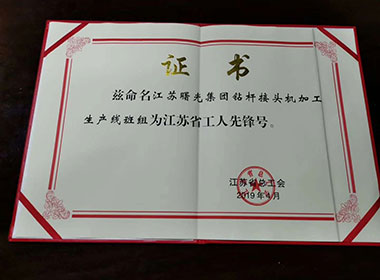 证书
兹命名江苏曙光集团钻杆接头机加工
生产线班组为江苏省工人先锋号。
江苏省总工会
2019年4月